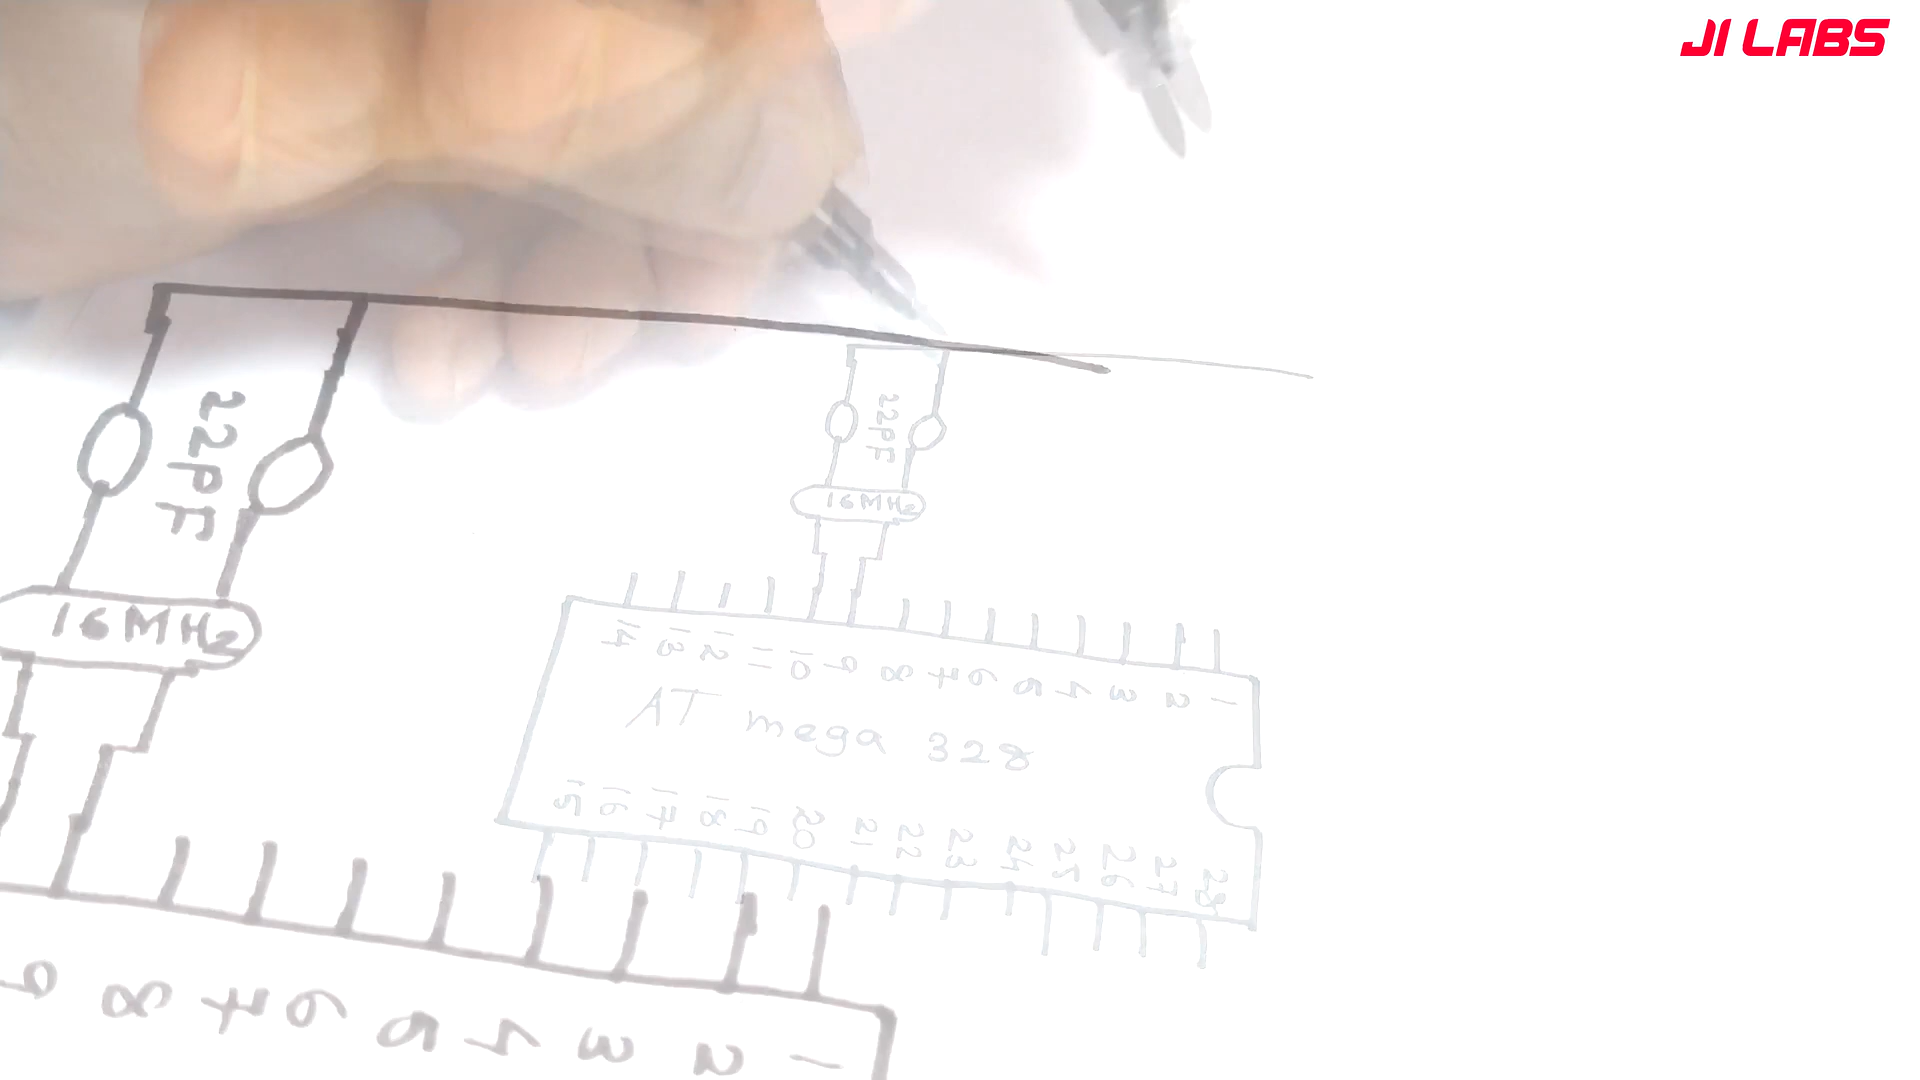 JI LABS
22PF
22PF
16MHz
16MHz
14 13 12 11 10 9 8 7 6 5 4 3 2 1
AT mega 328
15 16 17 18 19 20 21 22 23 24 25 26 27 28
9 8 7 6 5 4 3 2 1